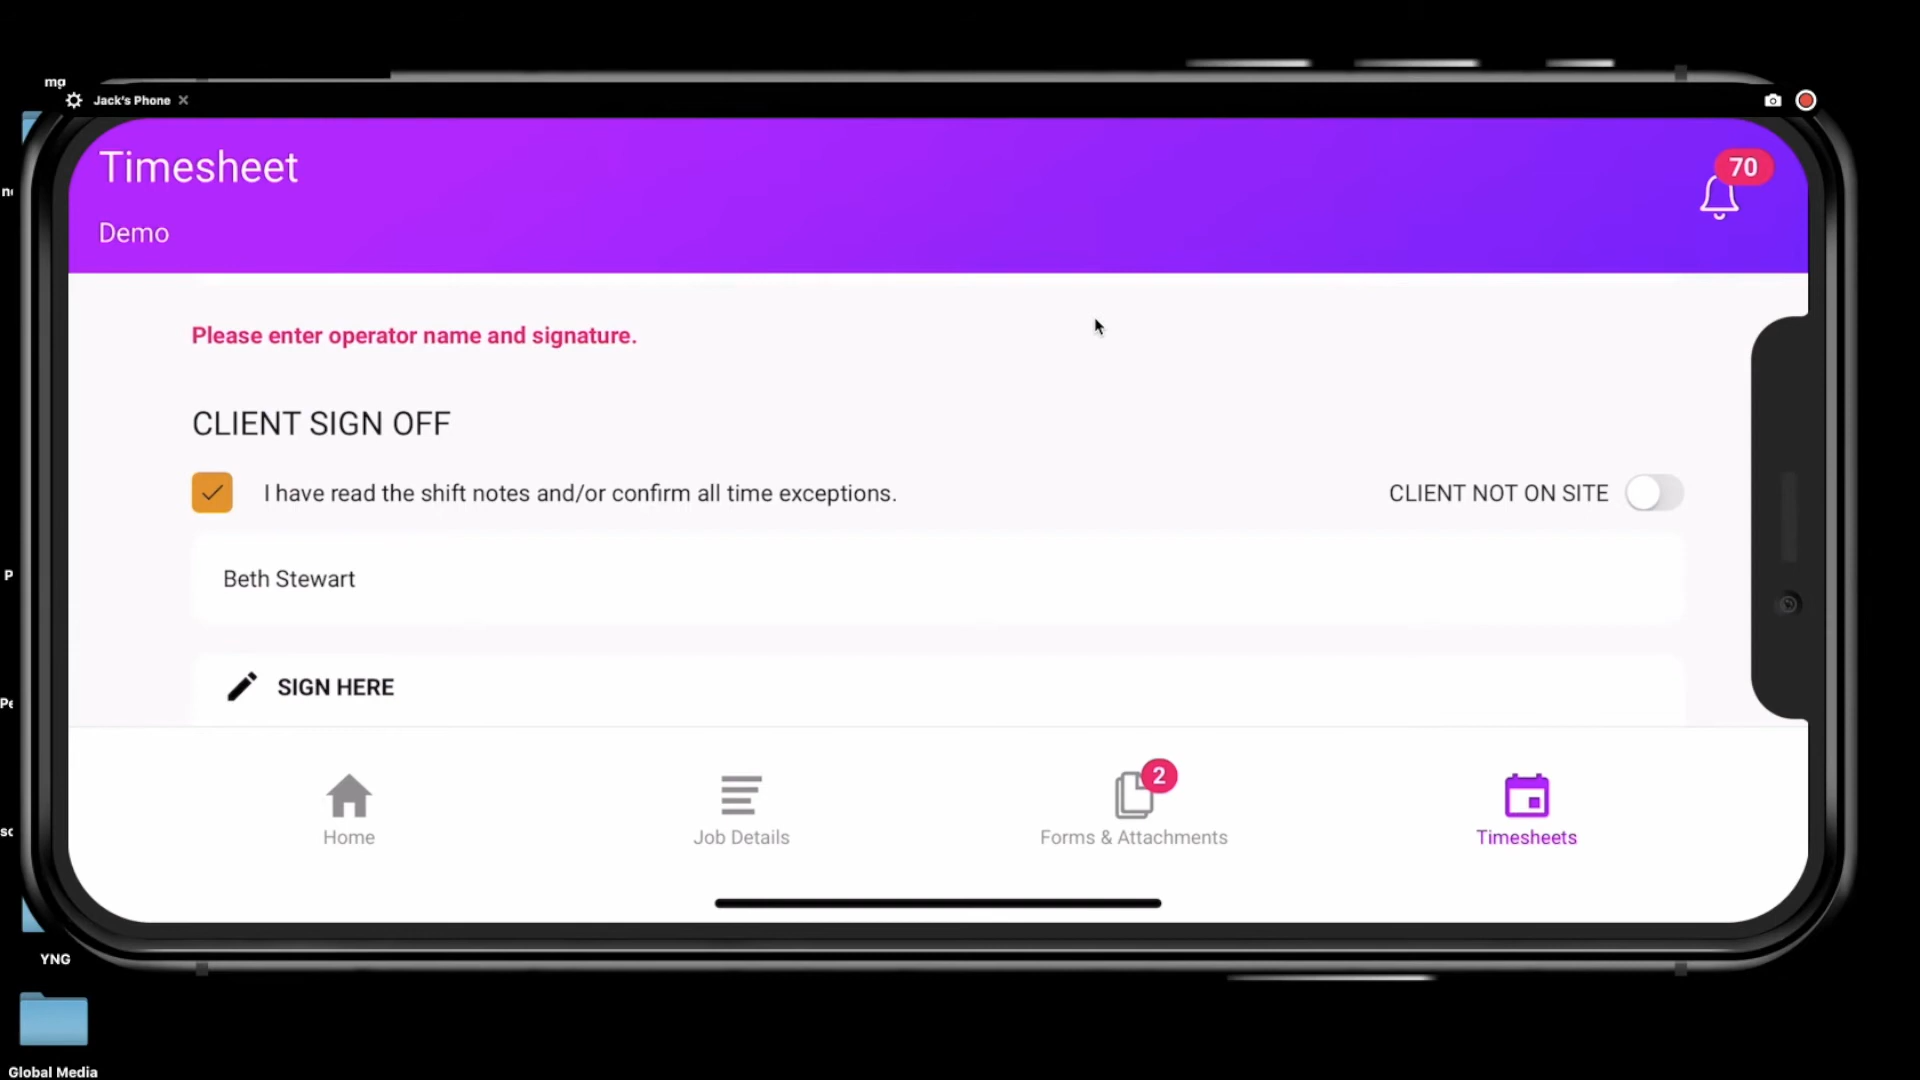 mg
Jack's Phone
Timesheet
70
Demo
Please enter operator name and signature.
CLIENT SIGN OFF
I have read the shift notes and/or confirm all time exceptions.
CLIENT NOT ON SITE
Beth Stewart
SIGN HERE
2
Home
Job Details
Forms & Attachments
Timesheets
YNG
Global Media